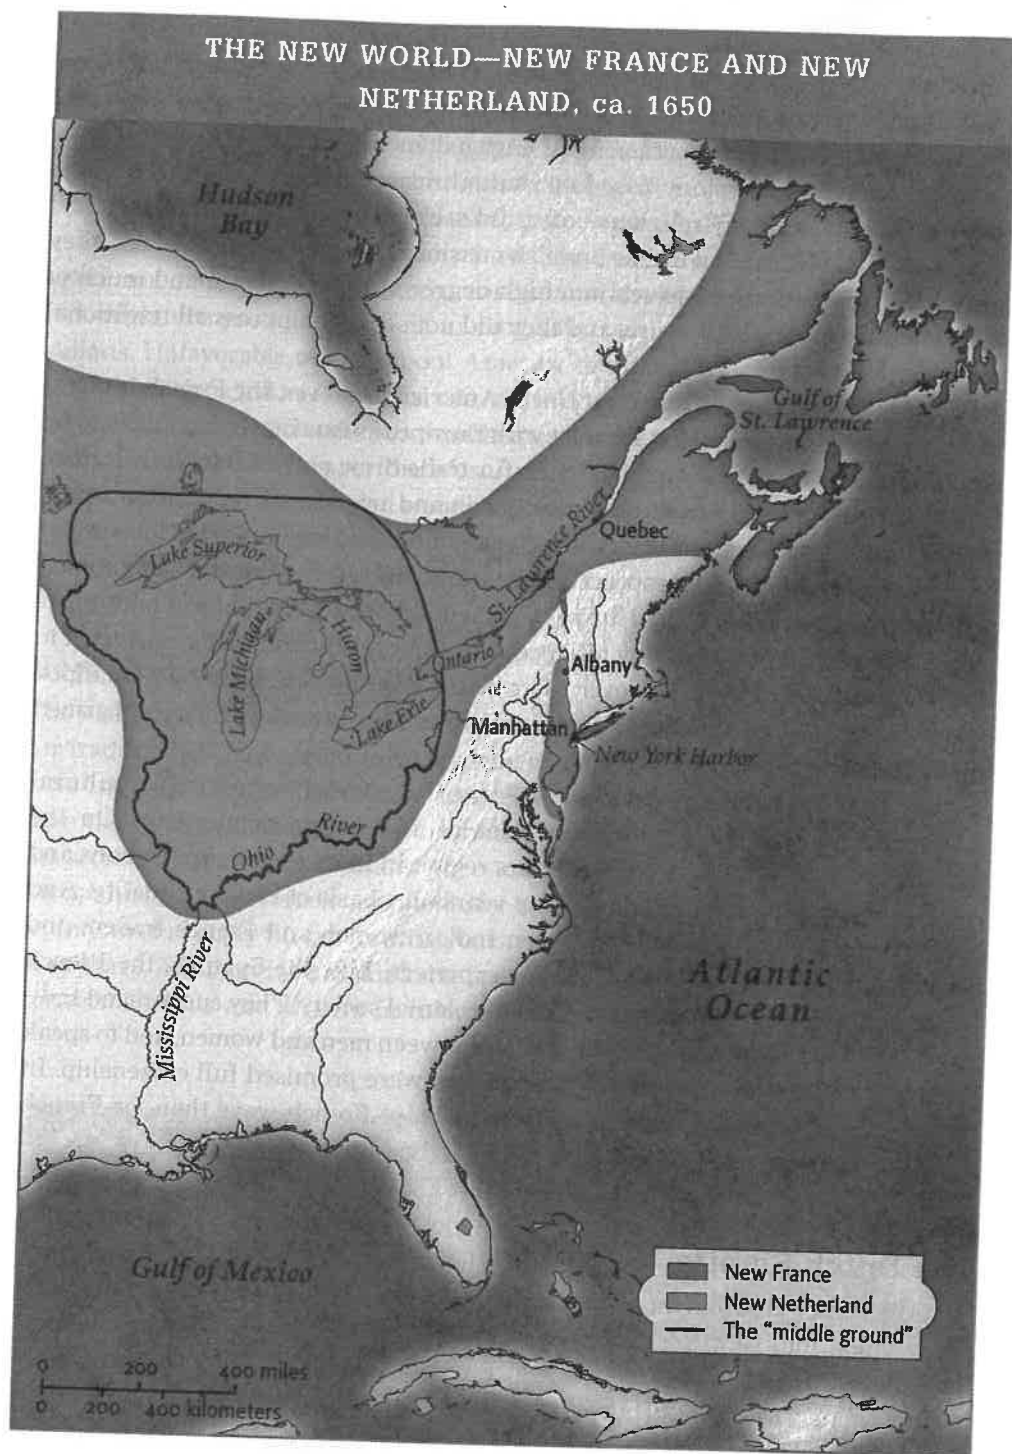 THE NEW WORLD—NEW FRANCE AND NEW
NETHERLAND, ca. 1650
Hudson
Bay
Gulf of
St. Lawrence
Quebec
St. Lawrence River
Lake Superior
Lake Michigan
Huron
Ontario
Lake Erie
Albany
Manhattan
New York Harbor
Ohio
River
Mississippi River
Atlantic
Ocean
Gulf of Mexico
New France
New Netherland
The "middle ground"
0 200 400 miles
0 200 400 kilometers